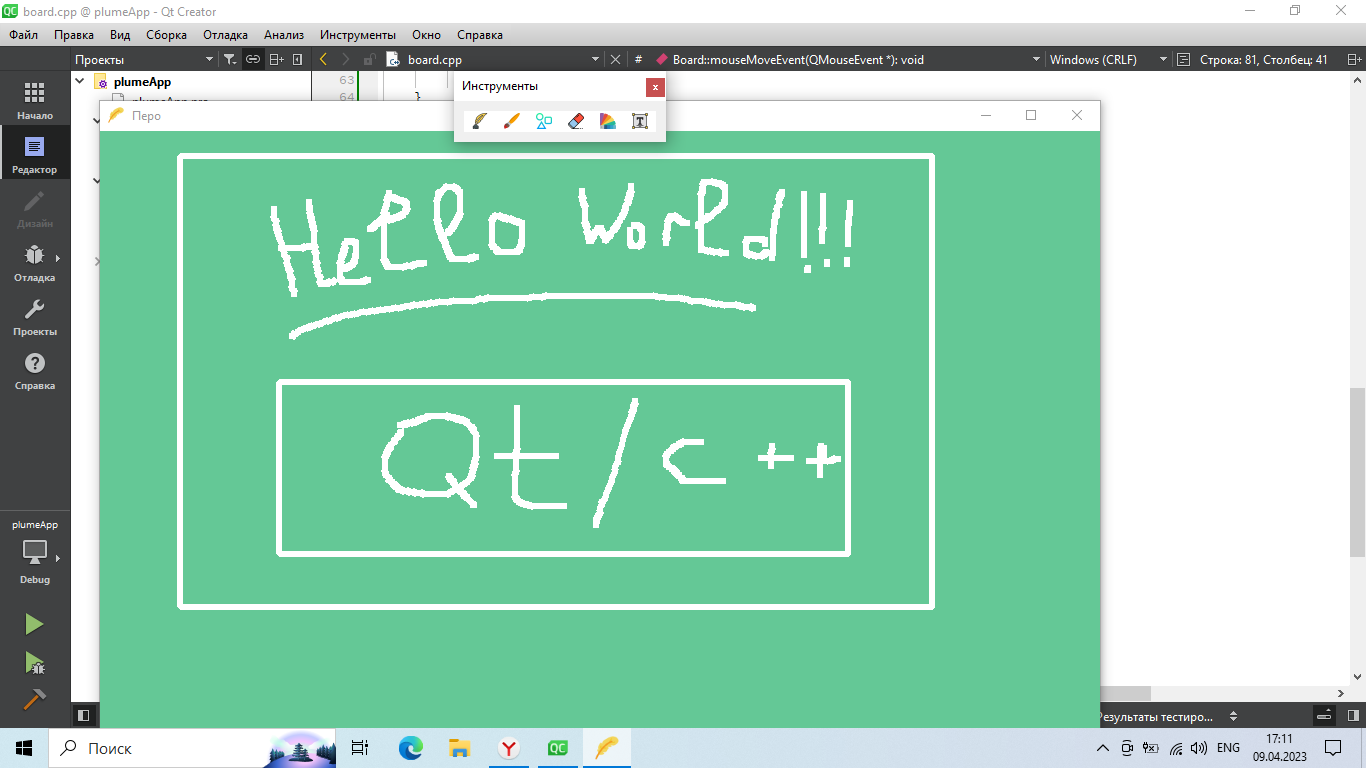 board.cpp @ plumeApp - Qt Creator
Файл Правка Вид Сборка Отладка Анализ Инструменты Окно Справка
Проекты board.cpp # Board::mouseMoveEvent(QMouseEvent *): void Windows (CRLF) Строка: 81, Столбец: 41
plumeApp 63
Инструменты x
64 }
plumeApp.pro
Начало
Перо
Редактор
Hello World!!!
Дизайн
Отладка
Проекты
Справка
Qt/c++
plumeApp
Debug
Результаты тестиро...
Поиск
ENG
17:11
09.04.2023